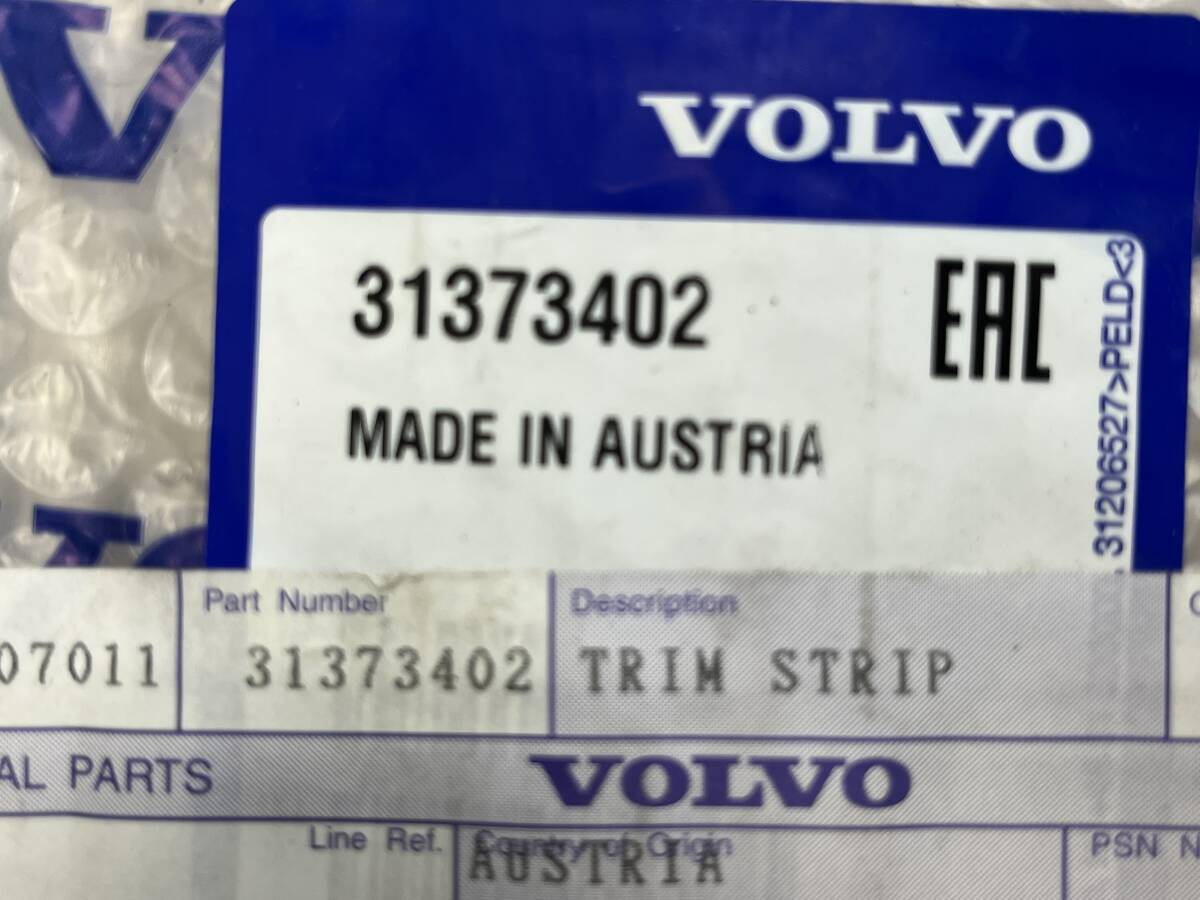 VOLVO
31373402
EAC
MADE IN AUSTRIA
31206527>PELD<3
Part Number
Description
07011
31373402
TRIM STRIP
AL PARTS
VOLVO
Line Ref.
Country of Origin
PSN N
AUSTRIA